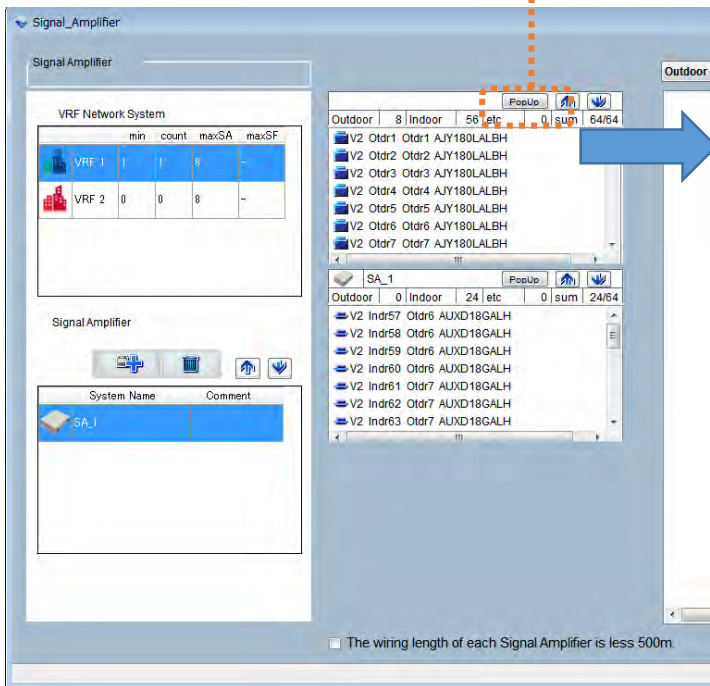 Signal_Amplifier
Signal Amplifier
VRF Network System
min count maxSA maxSF
VRF 1 1 1 8 -
VRF 2 0 0 8 -
Signal Amplifier
System Name Comment
SA_1
PopUp
Outdoor 8 Indoor 56 etc 0 sum 64/64
V2 Otdr1 Otdr1 AJY180LALBH
V2 Otdr2 Otdr2 AJY180LALBH
V2 Otdr3 Otdr3 AJY180LALBH
V2 Otdr4 Otdr4 AJY180LALBH
V2 Otdr5 Otdr5 AJY180LALBH
V2 Otdr6 Otdr6 AJY180LALBH
V2 Otdr7 Otdr7 AJY180LALBH
SA_1 PopUp
Outdoor 0 Indoor 24 etc 0 sum 24/64
V2 Indr57 Otdr6 AUXD18GALH
V2 Indr58 Otdr6 AUXD18GALH
V2 Indr59 Otdr6 AUXD18GALH
V2 Indr60 Otdr6 AUXD18GALH
V2 Indr61 Otdr7 AUXD18GALH
V2 Indr62 Otdr7 AUXD18GALH
V2 Indr63 Otdr7 AUXD18GALH
Outdoor
The wiring length of each Signal Amplifier is less 500m.